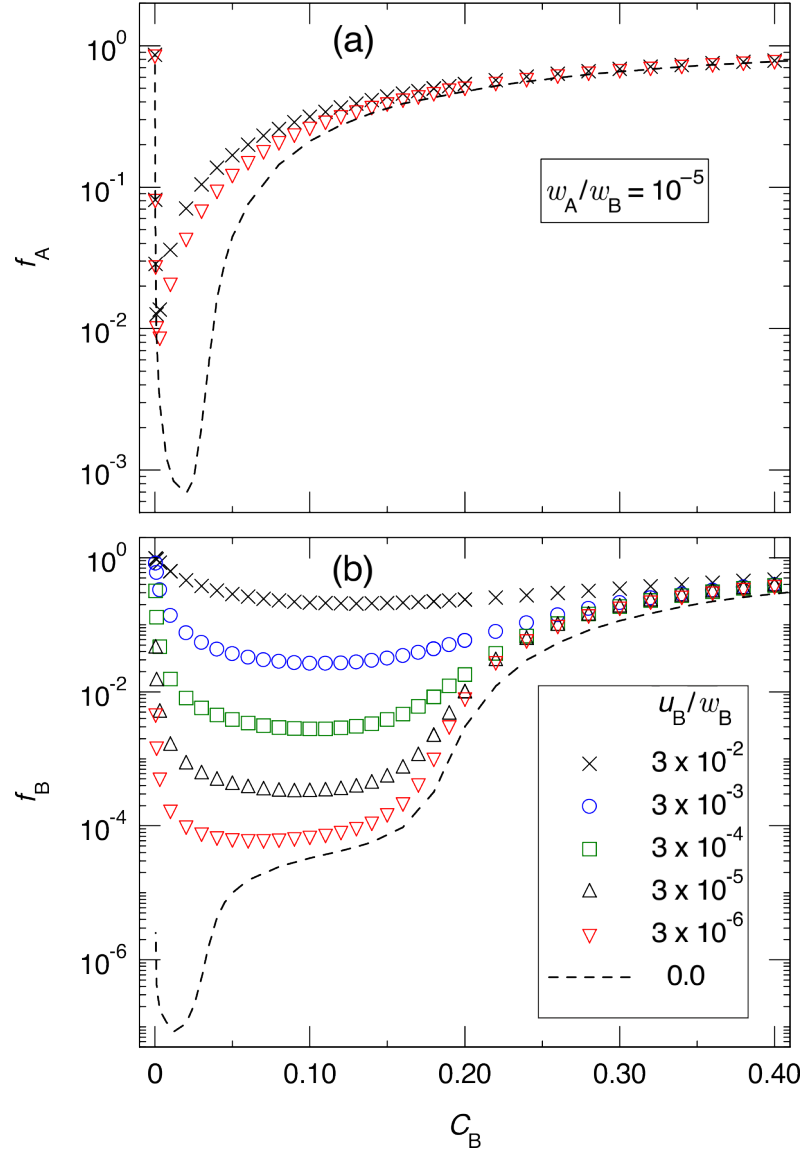 (a)
10⁰
10⁻¹
10⁻²
10⁻³
f_A
w_A/w_B = 10⁻⁵
(b)
10⁰
10⁻²
10⁻⁴
10⁻⁶
f_B
u_B/w_B
3 x 10⁻²
3 x 10⁻³
3 x 10⁻⁴
3 x 10⁻⁵
3 x 10⁻⁶
0.0
0 0.10 0.20 0.30 0.40
C_B